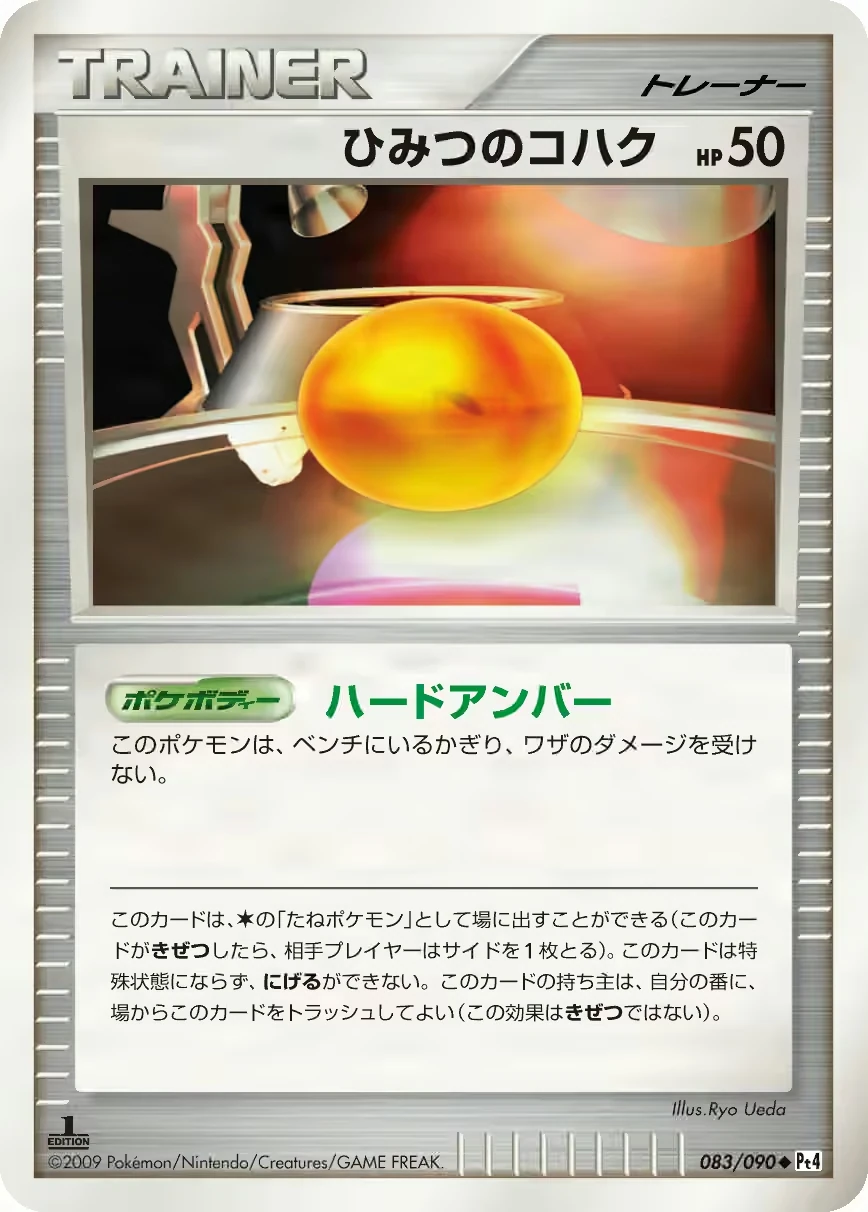 TRAINER
トレーナー
ひみつのコハク HP 50
ポケボディー ハードアンバー
このポケモンは、ベンチにいるかぎり、ワザのダメージを受け
ない。
このカードは、✶の「たねポケモン」として場に出すことができる(このカー
ドがきぜつしたら、相手プレイヤーはサイドを1枚とる)。このカードは特
殊状態にならず、にげるができない。このカードの持ち主は、自分の番に、
場からこのカードをトラッシュしてよい(この効果はきぜつではない)。
Illus.Ryo Ueda
1
EDITION
©2009 Pokémon/Nintendo/Creatures/GAME FREAK.
083/090 ◆ Pt4